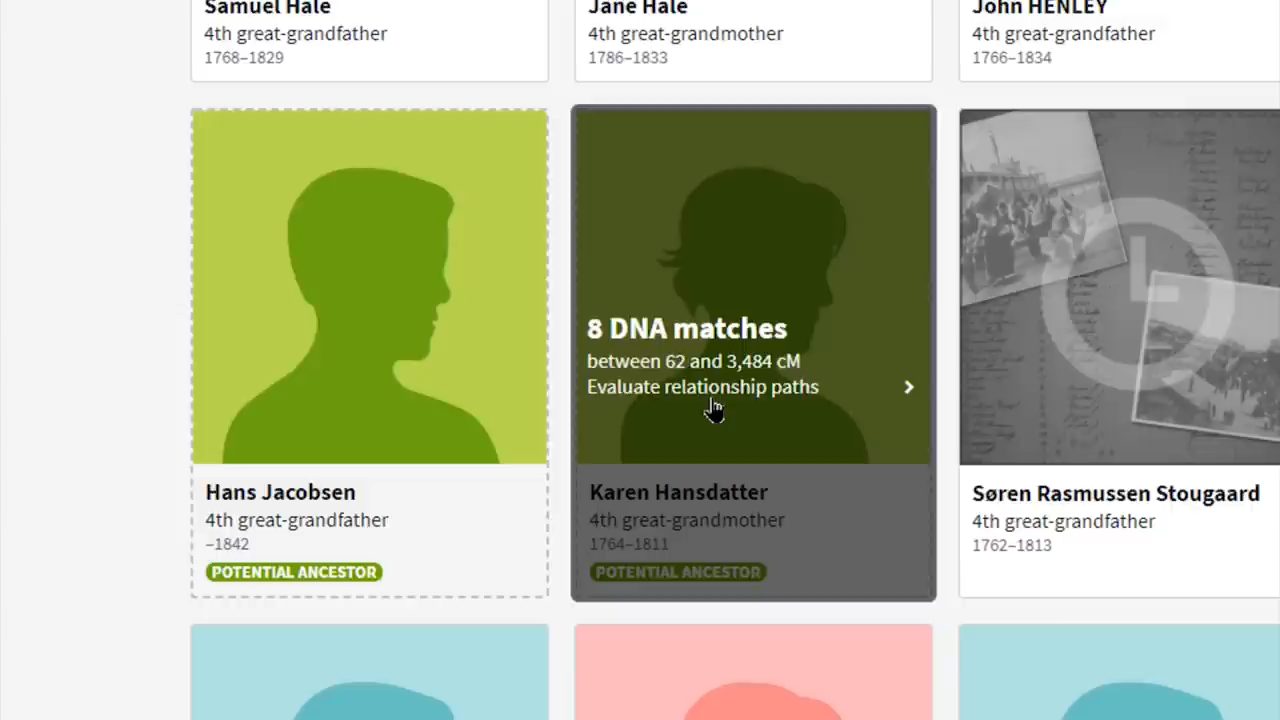 Samuel Hale
4th great-grandfather
1768–1829
Jane Hale
4th great-grandmother
1786–1833
John HENLEY
4th great-grandfather
1766–1834
8 DNA matches
between 62 and 3,484 cM
Evaluate relationship paths
Hans Jacobsen
4th great-grandfather
–1842
POTENTIAL ANCESTOR
Karen Hansdatter
4th great-grandmother
1764–1811
POTENTIAL ANCESTOR
Søren Rasmussen Stougaard
4th great-grandfather
1762–1813